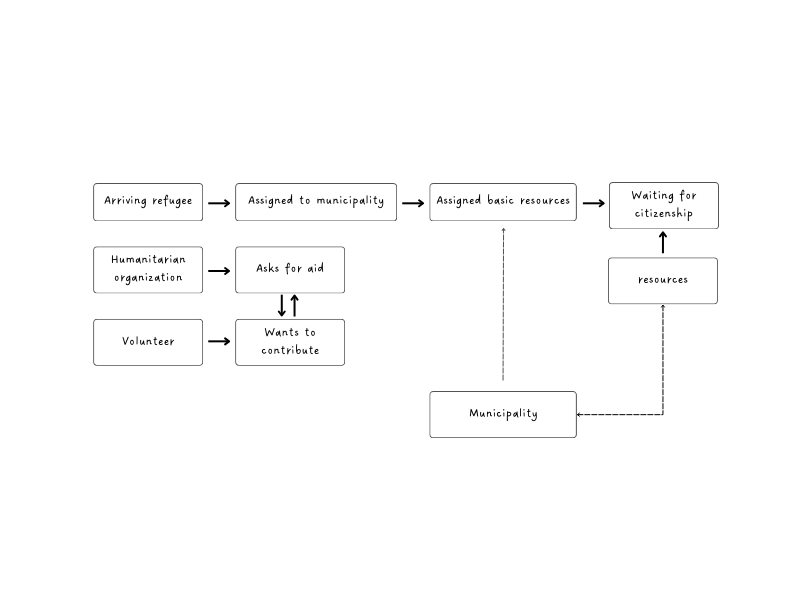 Arriving refugee
Assigned to municipality
Assigned basic resources
Waiting for
citizenship
Humanitarian
organization
Asks for aid
resources
Volunteer
Wants to
contribute
Municipality